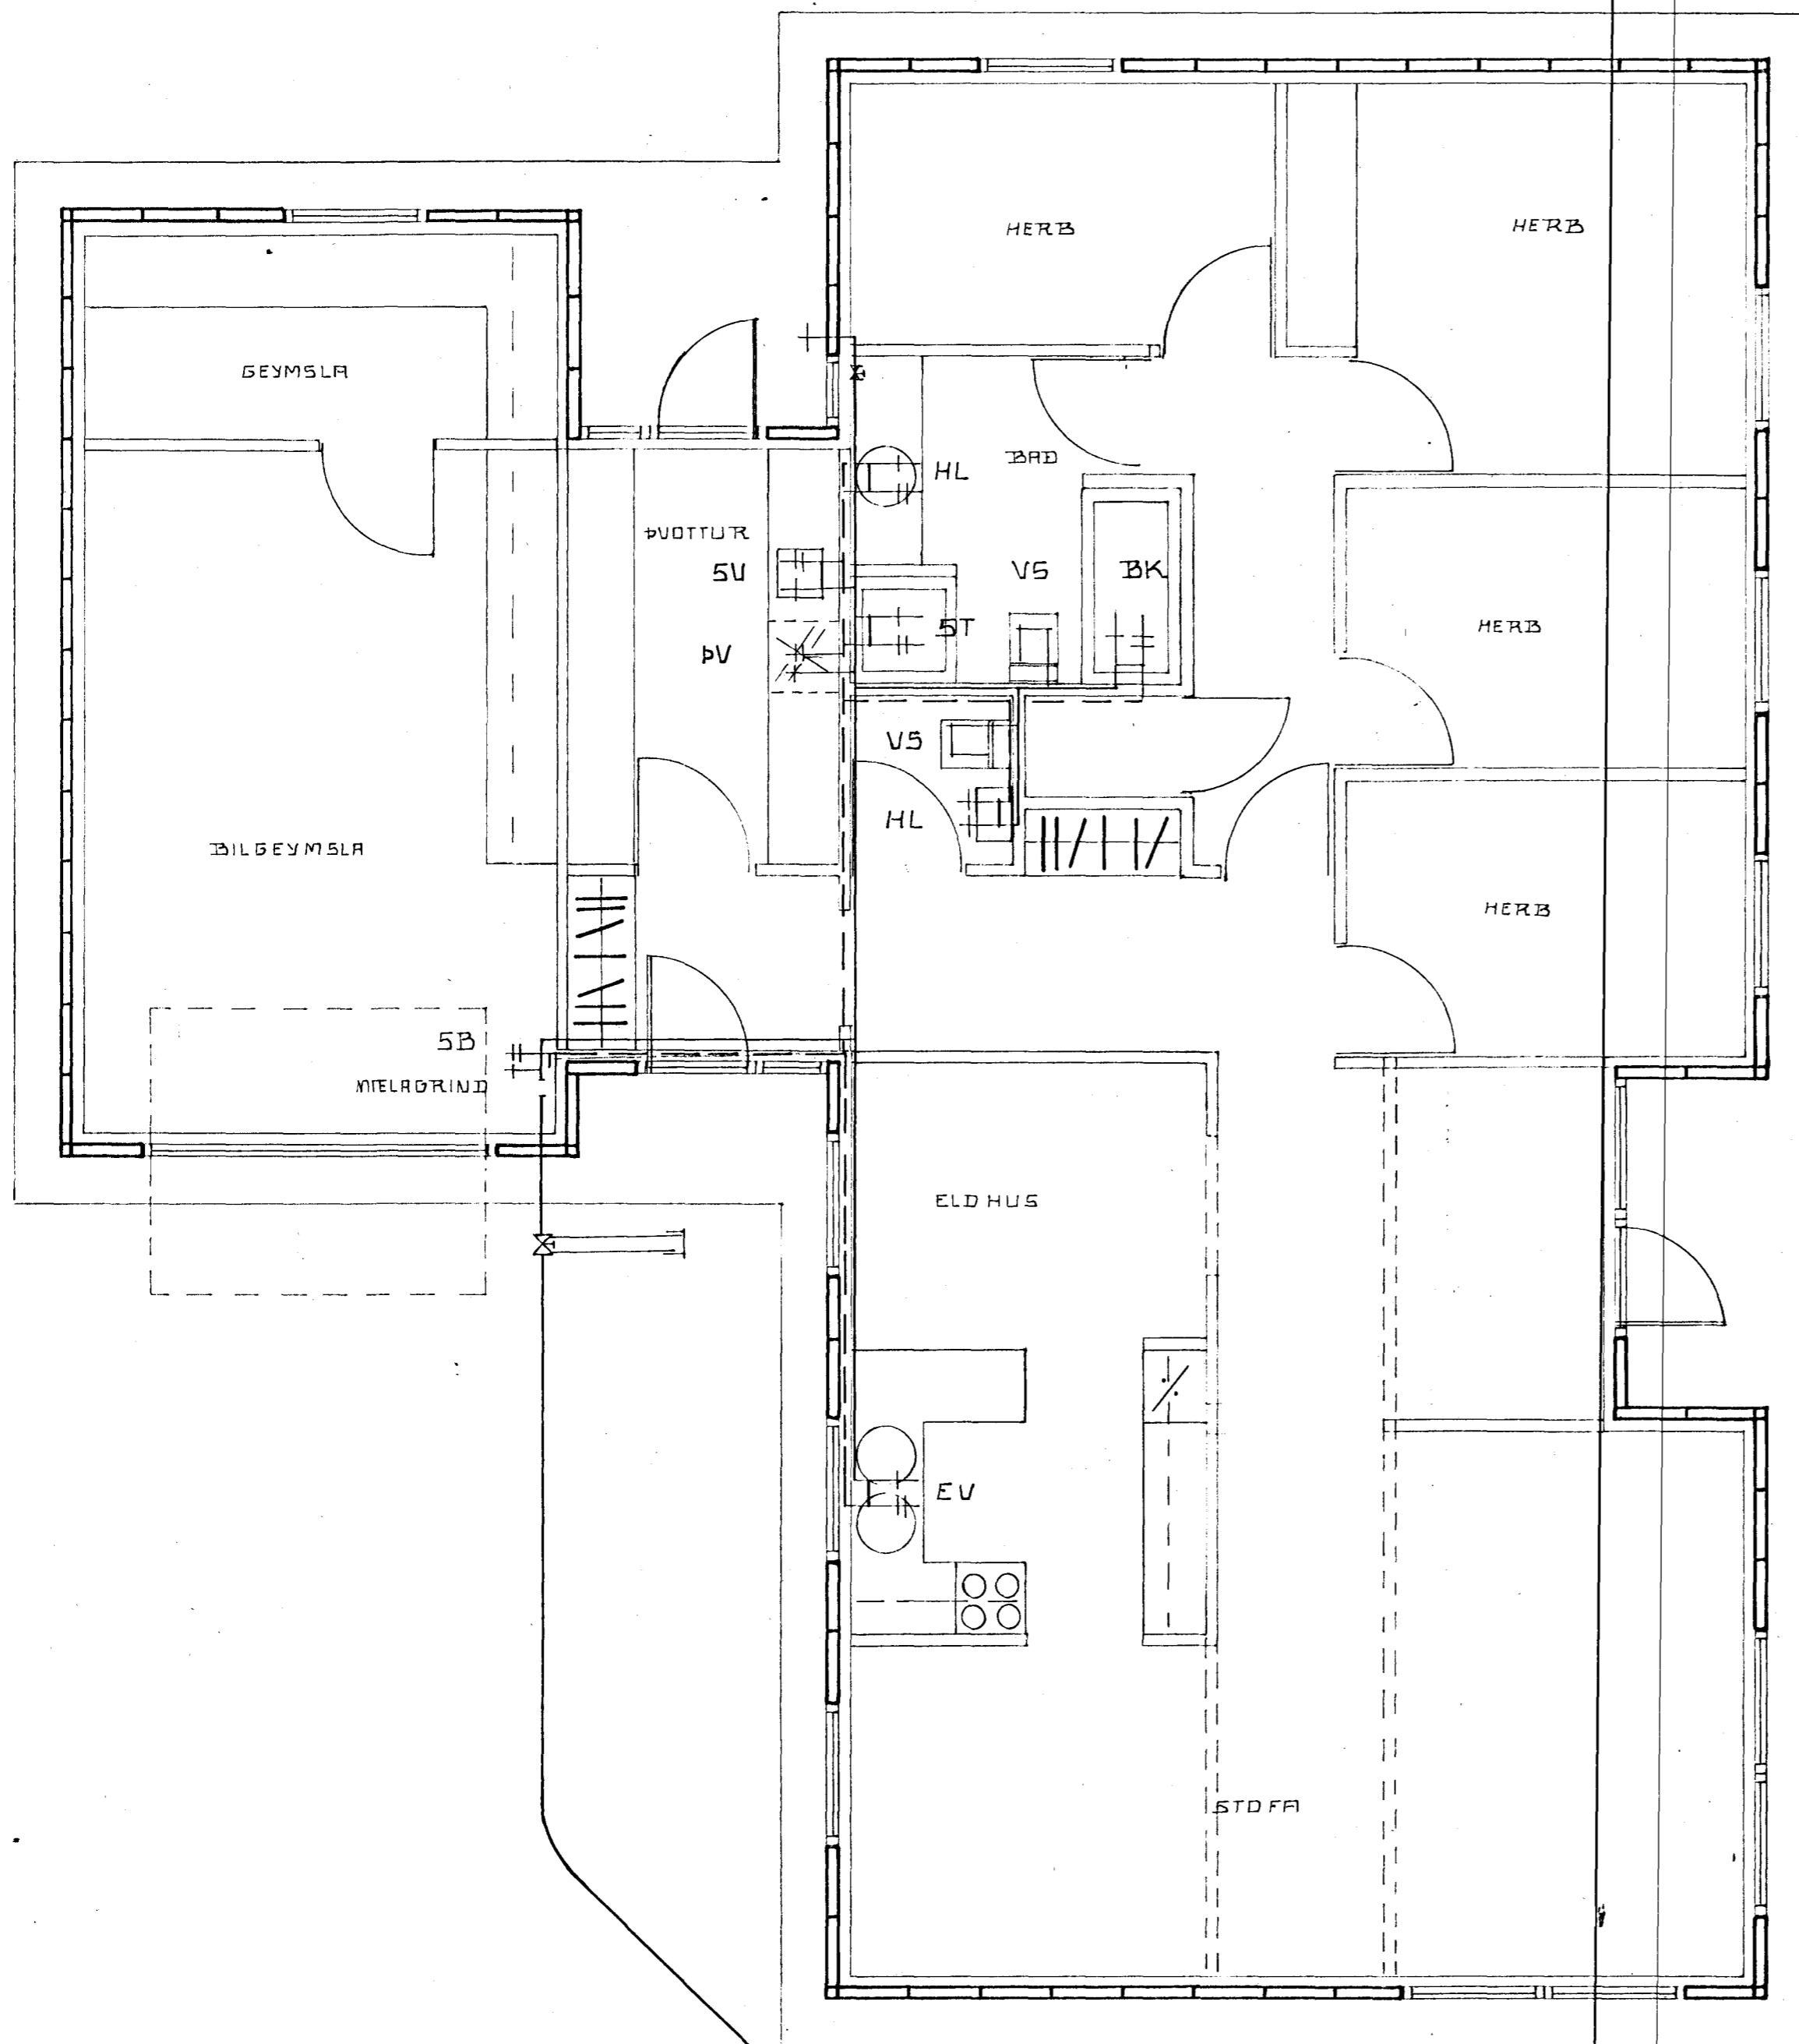 HERB
HERB
GEYMSLA
BAÐ
HL
ÞVOTTUR
SV
VS
BK
ST
ÞV
HERB
VS
HL
BILGEYMSLA
HERB
SB
MÆLAGRIND
ELDHUS
EV
STOFA